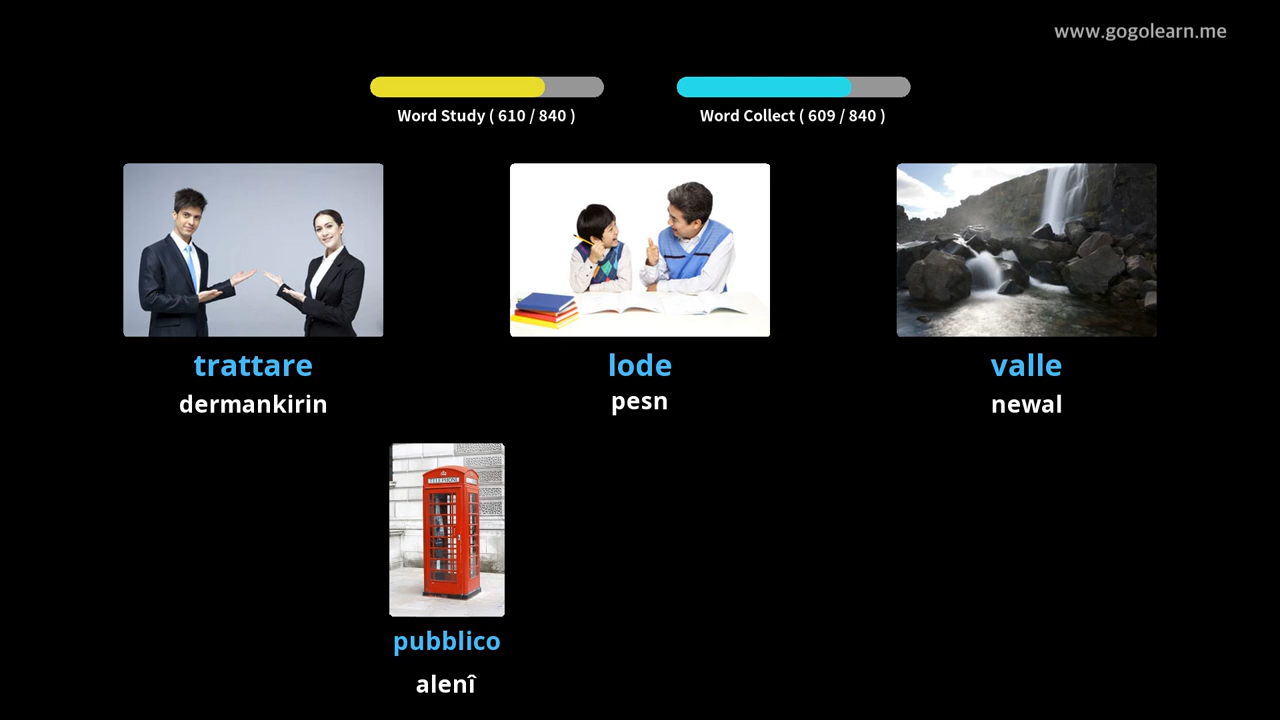 www.gogolearn.me
Word Study ( 610 / 840 )
Word Collect ( 609 / 840 )
trattare
dermankirin
lode
pesn
valle
newal
TELEPHONE
pubblico
alenî